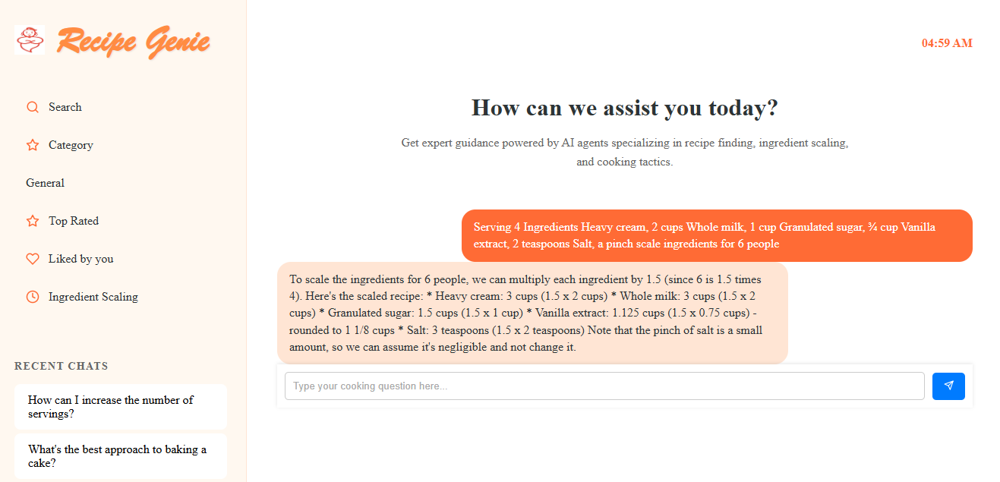 Recipe Genie
04:59 AM
Search
Category
General
Top Rated
Liked by you
Ingredient Scaling
RECENT CHATS
How can I increase the number of
servings?
What's the best approach to baking a
cake?
How can we assist you today?
Get expert guidance powered by AI agents specializing in recipe finding, ingredient scaling,
and cooking tactics.
Serving 4 Ingredients Heavy cream, 2 cups Whole milk, 1 cup Granulated sugar, ¾ cup Vanilla
extract, 2 teaspoons Salt, a pinch scale ingredients for 6 people
To scale the ingredients for 6 people, we can multiply each ingredient by 1.5 (since 6 is 1.5 times
4). Here's the scaled recipe: * Heavy cream: 3 cups (1.5 x 2 cups) * Whole milk: 3 cups (1.5 x 2
cups) * Granulated sugar: 1.5 cups (1.5 x 1 cup) * Vanilla extract: 1.125 cups (1.5 x 0.75 cups) -
rounded to 1 1/8 cups * Salt: 3 teaspoons (1.5 x 2 teaspoons) Note that the pinch of salt is a small
amount, so we can assume it's negligible and not change it.
Type your cooking question here...